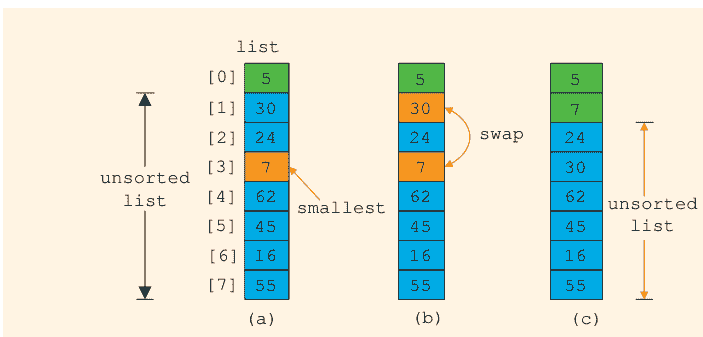 list
[0] 5 5 5
[1] 30 30 7
[2] 24 24 24
swap
[3] 7 7 30
unsorted
list
[4] 62 62 62
smallest
unsorted
list
[5] 45 45 45
[6] 16 16 16
[7] 55 55 55
(a) (b) (c)